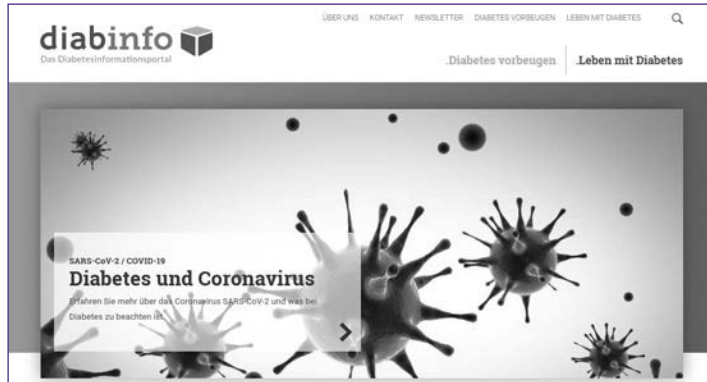 ÜBER UNS KONTAKT NEWSLETTER DIABETES VORBEUGEN LEBEN MIT DIABETES
diabinfo
Das Diabetesinformationsportal
.Diabetes vorbeugen .Leben mit Diabetes
SARS-CoV-2 / COVID-19
Diabetes und Coronavirus
Erfahren Sie mehr über das Coronavirus SARS-CoV-2 und was bei
Diabetes zu beachten ist.